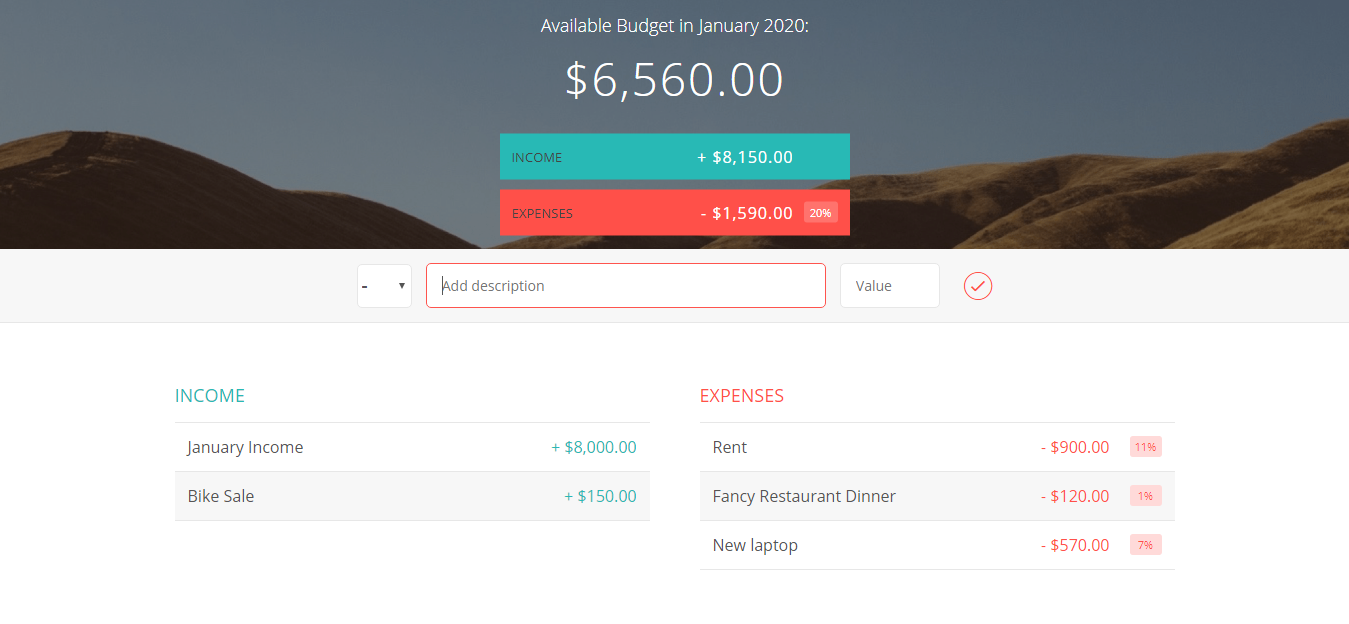 Available Budget in January 2020:
$6,560.00
INCOME + $8,150.00
EXPENSES - $1,590.00 20%
- ▼ Add description Value
INCOME
January Income + $8,000.00
Bike Sale + $150.00
EXPENSES
Rent - $900.00 11%
Fancy Restaurant Dinner - $120.00 1%
New laptop - $570.00 7%